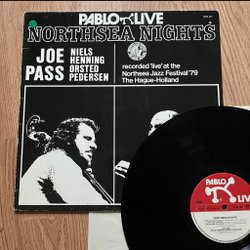 PABLO LIVE
NORTHSEA NIGHTS
JOE
PASS
NIELS
HENNING
ØRSTED
PEDERSEN
recorded 'live' at the
Northsea Jazz Festival '79
The Hague-Holland
PABLO LIVE